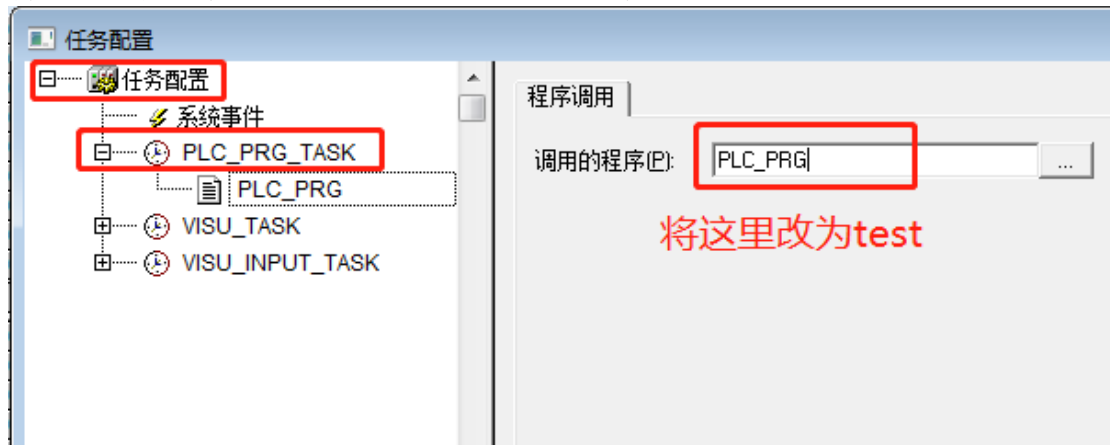 任务配置
任务配置
系统事件
PLC_PRG_TASK
PLC_PRG
VISU_TASK
VISU_INPUT_TASK
程序调用
调用的程序(P): PLC_PRG ...
将这里改为test